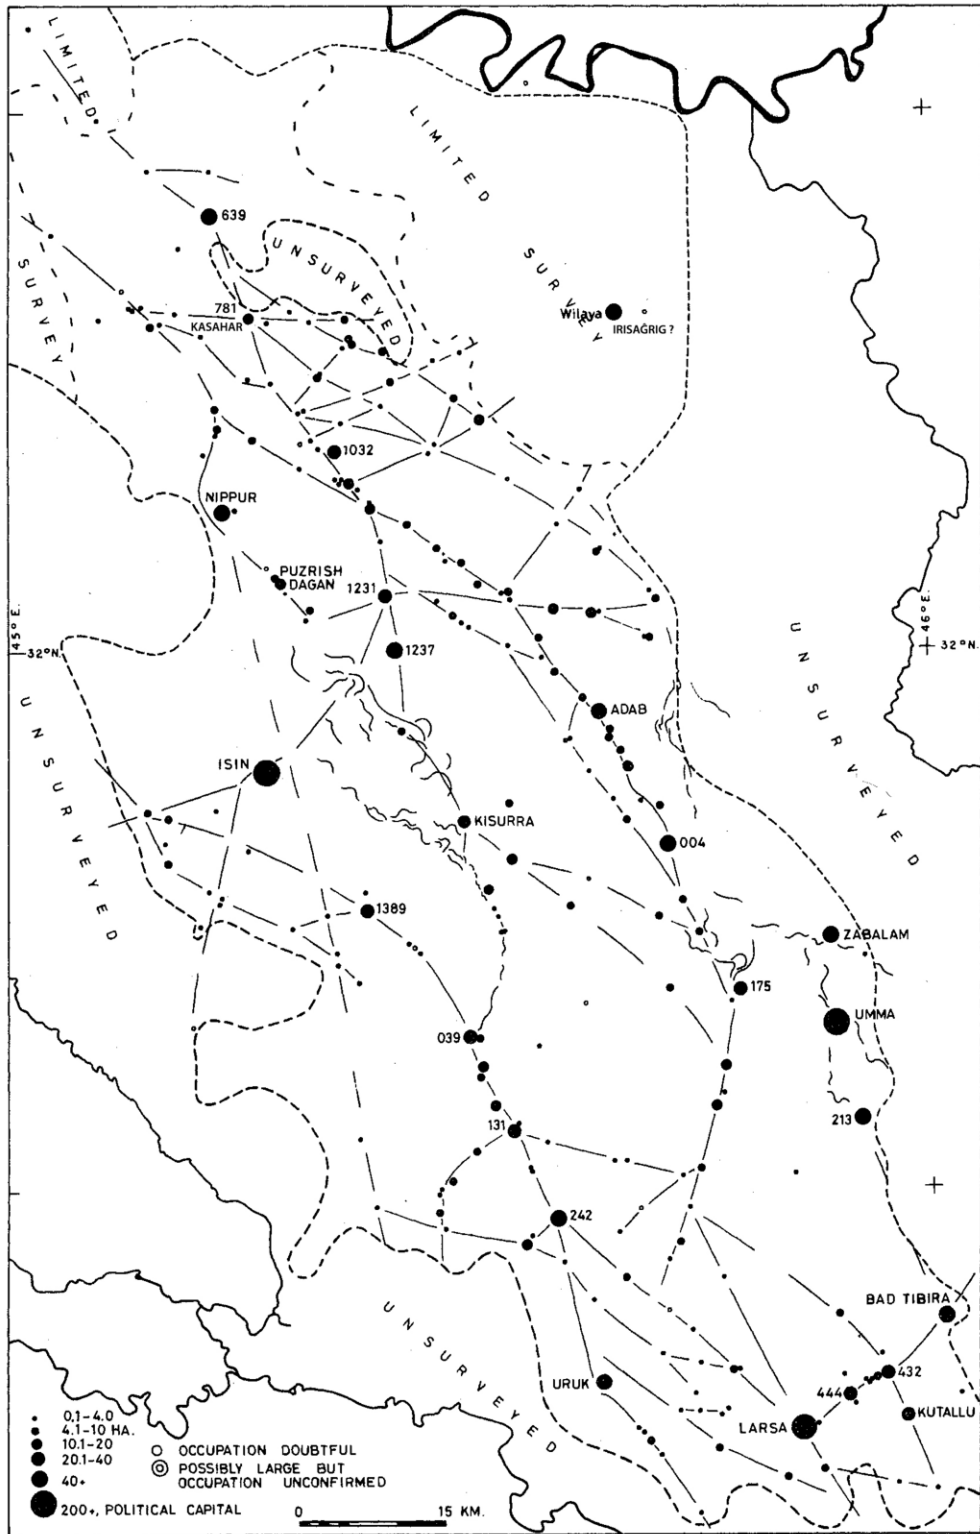 LIMITED
SURVEY
LIMITED
SURVEY
UNSURVEYED
639
781
KASAHAR
Wilaya
IRISAGRIG ?
1032
NIPPUR
PUZRISH
DAGAN
1231
1237
45°E.
32°N.
46°E.
32°N.
UNSURVEYED
UNSURVEYED
ADAB
ISIN
KISURRA
004
1389
ZABALAM
175
UMMA
039
213
131
242
BAD TIBIRA
UNSURVEYED
URUK
432
444
KUTALLU
LARSA
0.1-4.0
4.1-10 HA.
10.1-20
20.1-40
40+
200+, POLITICAL CAPITAL
OCCUPATION DOUBTFUL
POSSIBLY LARGE BUT
OCCUPATION UNCONFIRMED
0 15 KM.